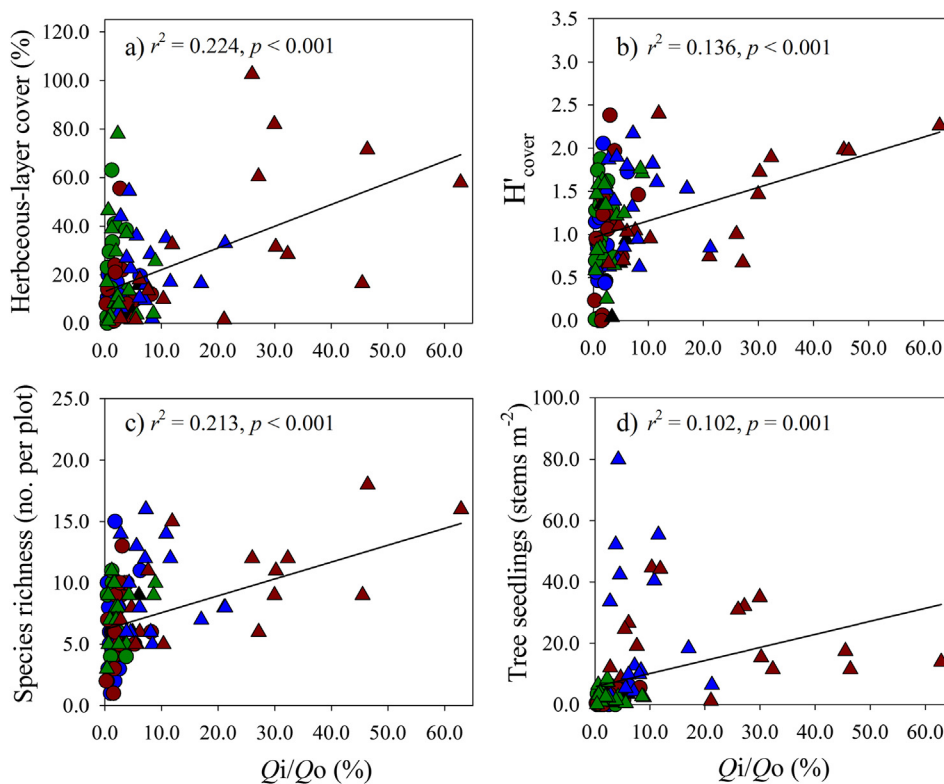 Herbceous-layer cover (%)
120.0
100.0
80.0
60.0
40.0
20.0
0.0
a) r² = 0.224, p < 0.001
0.0 10.0 20.0 30.0 40.0 50.0 60.0
H'cover
3.5
3.0
2.5
2.0
1.5
1.0
0.5
0.0
b) r² = 0.136, p < 0.001
0.0 10.0 20.0 30.0 40.0 50.0 60.0
Species richness (no. per plot)
25.0
20.0
15.0
10.0
5.0
0.0
c) r² = 0.213, p < 0.001
0.0 10.0 20.0 30.0 40.0 50.0 60.0
Qi/Qo (%)
Tree seedlings (stems m⁻²)
80.0
60.0
40.0
20.0
0.0
d) r² = 0.102, p = 0.001
0.0 10.0 20.0 30.0 40.0 50.0 60.0
Qi/Qo (%)